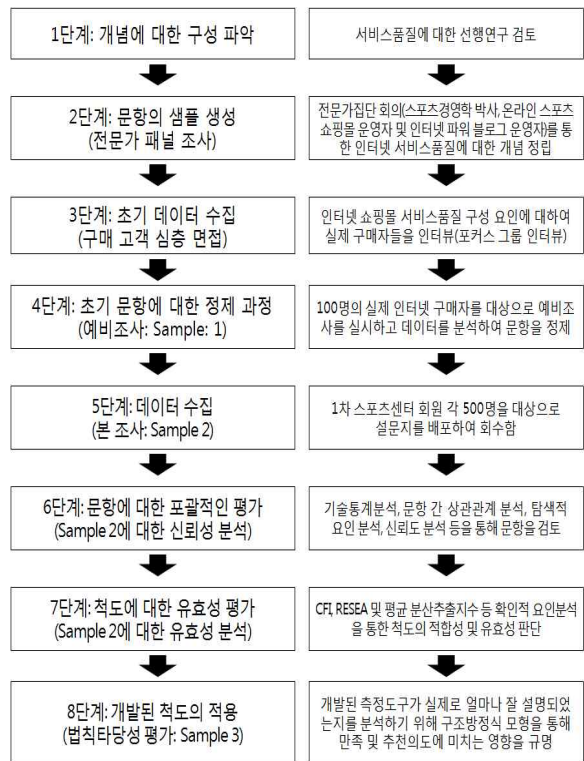 1단계: 개념에 대한 구성 파악
서비스품질에 대한 선행연구 검토
2단계: 문항의 샘플 생성
(전문가 패널 조사)
전문가집단 회의(스포츠경영학 박사, 온라인 스포츠
쇼핑몰 운영자 및 인터넷 파워 블로그 운영자)를 통
한 인터넷 서비스품질에 대한 개념 정립
3단계: 초기 데이터 수집
(구매 고객 심층 면접)
인터넷 쇼핑몰 서비스품질 구성 요인에 대하여
실제 구매자들을 인터뷰(포커스 그룹 인터뷰)
4단계: 초기 문항에 대한 정제 과정
(예비조사: Sample: 1)
100명의 실제 인터넷 구매자를 대상으로 예비조
사를 실시하고 데이터를 분석하여 문항을 정제
5단계: 데이터 수집
(본 조사: Sample 2)
1차 스포츠센터 회원 각 500명을 대상으로
설문지를 배포하여 회수함
6단계: 문항에 대한 포괄적인 평가
(Sample 2에 대한 신뢰성 분석)
기술통계분석, 문항 간 상관관계 분석, 탐색적
요인 분석, 신뢰도 분석 등을 통해 문항을 검토
7단계: 척도에 대한 유효성 평가
(Sample 2에 대한 유효성 분석)
CFI, RESEA 및 평균 분산추출지수 등 확인적 요인분석
을 통한 척도의 적합성 및 유효성 판단
8단계: 개발된 척도의 적용
(법칙타당성 평가: Sample 3)
개발된 측정도구가 실제로 얼마나 잘 설명되었
는지를 분석하기 위해 구조방정식 모형을 통해
만족 및 추천의도에 미치는 영향을 규명